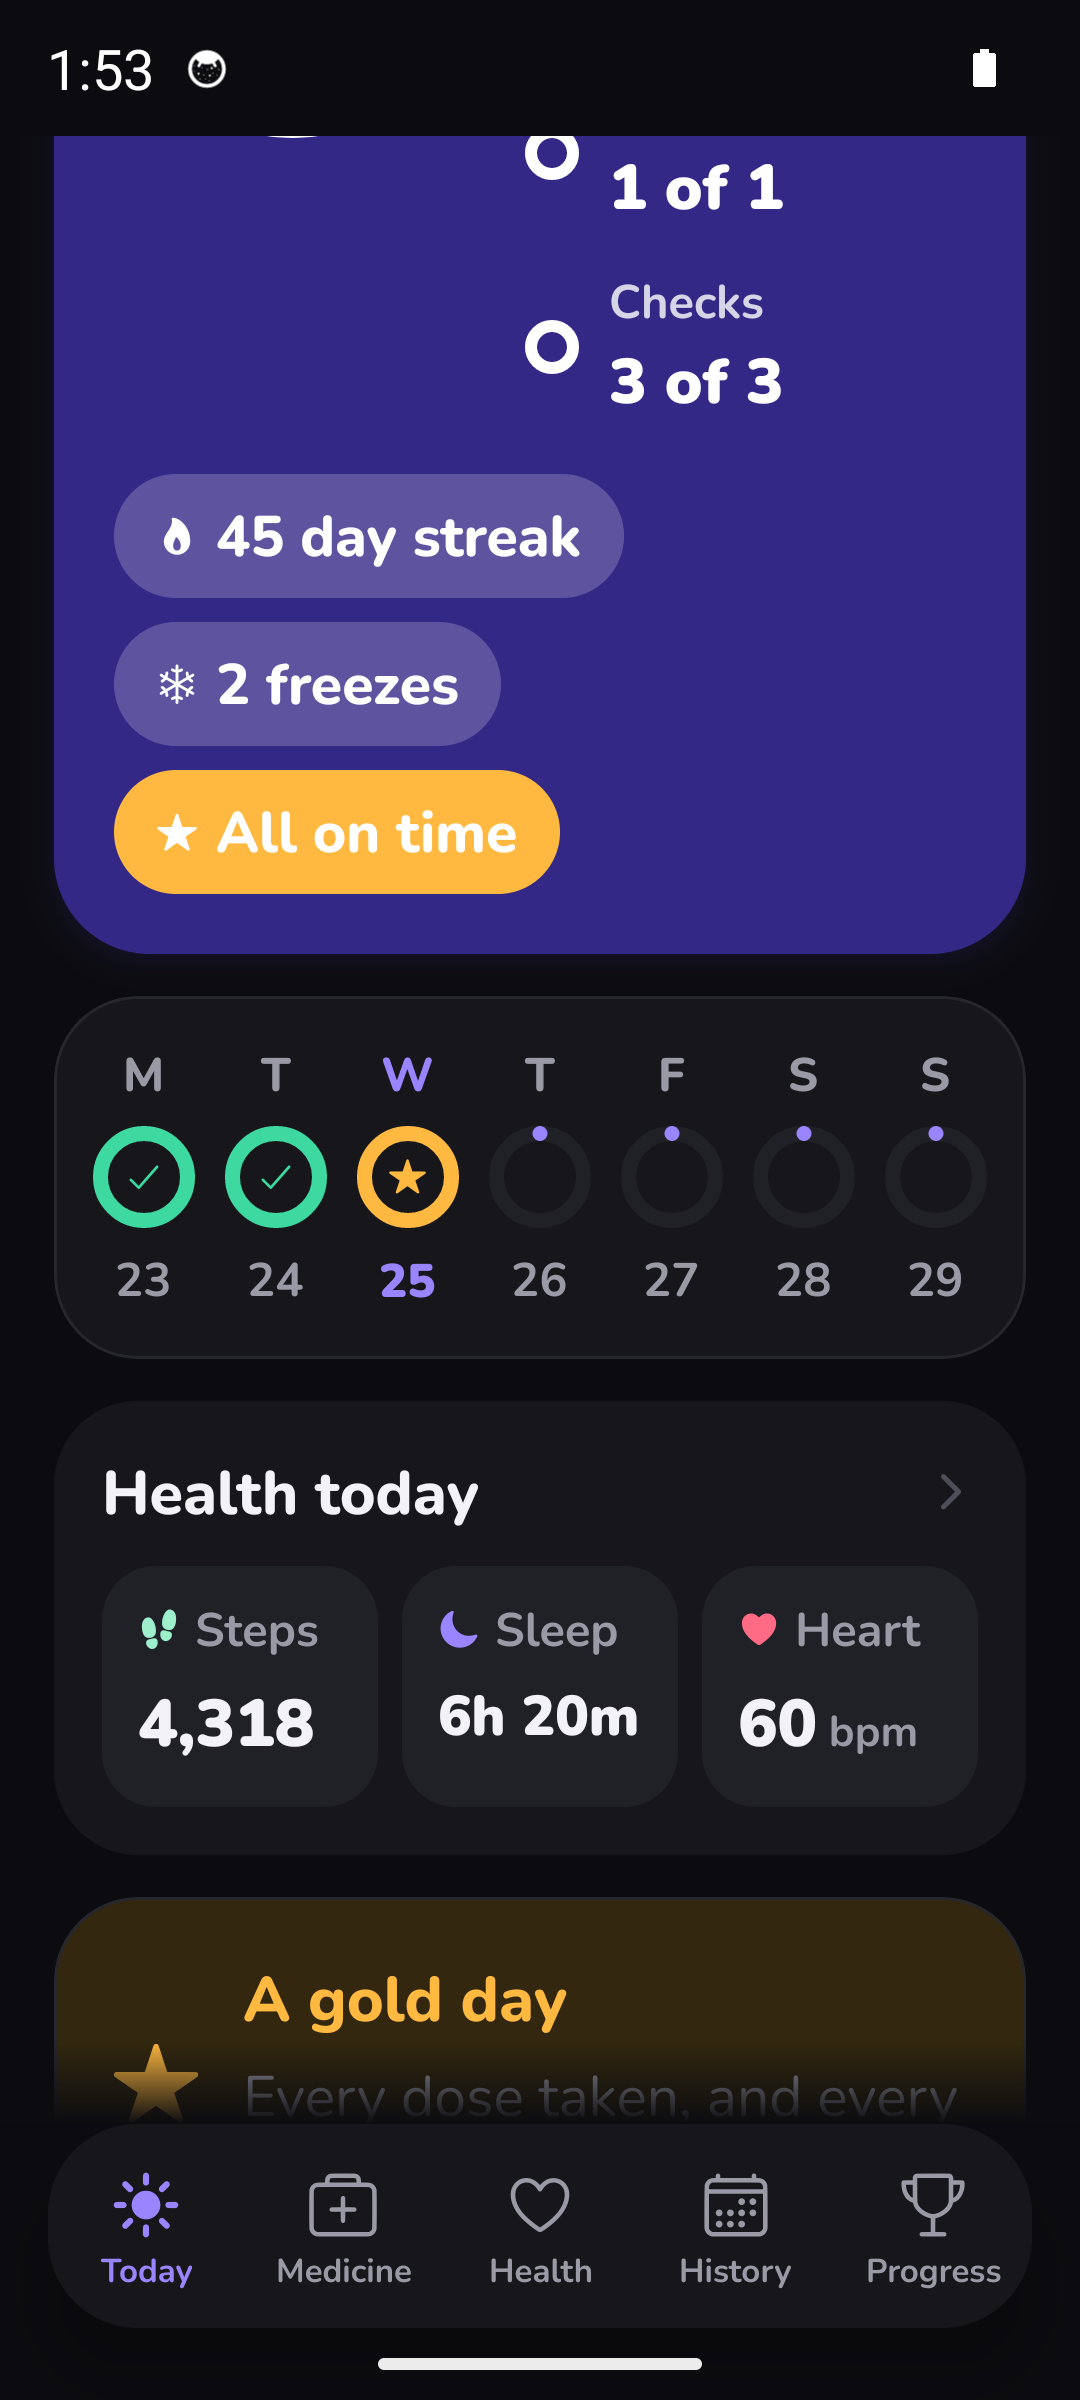 1:53
1 of 1
Checks
3 of 3
45 day streak
2 freezes
All on time
M T W T F S S
23 24 25 26 27 28 29
Health today
Steps Sleep Heart
4,318 6h 20m 60 bpm
A gold day
Every dose taken, and every
Today Medicine Health History Progress